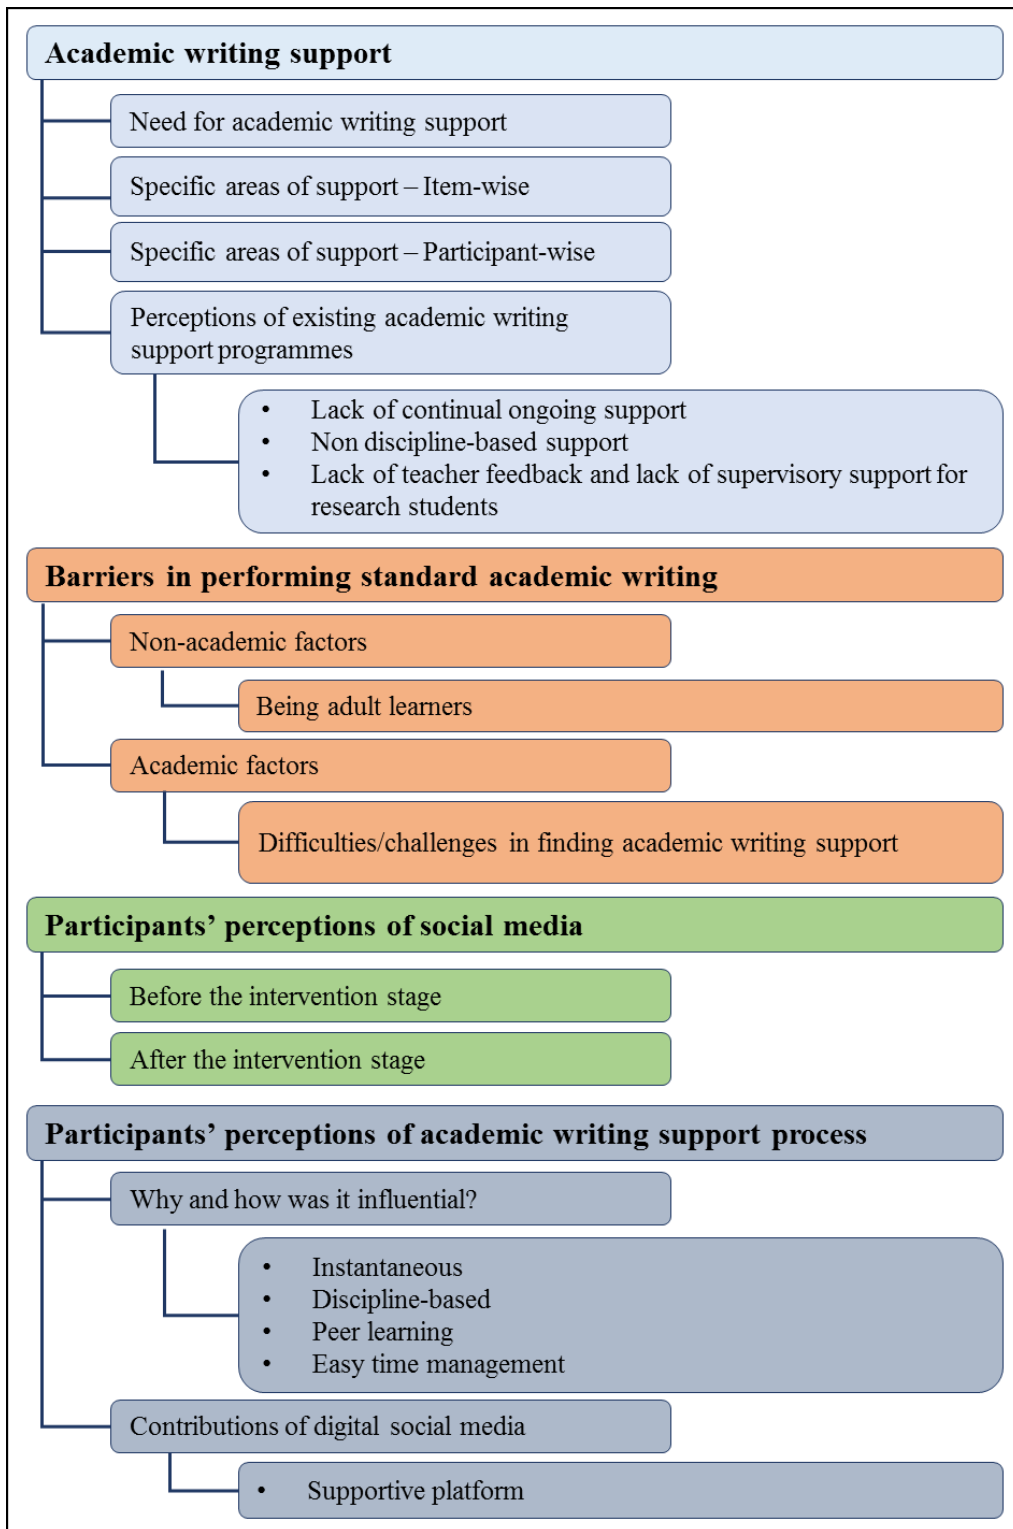 Academic writing support
Need for academic writing support
Specific areas of support – Item-wise
Specific areas of support – Participant-wise
Perceptions of existing academic writing
support programmes
• Lack of continual ongoing support
• Non discipline-based support
• Lack of teacher feedback and lack of supervisory support for
research students
Barriers in performing standard academic writing
Non-academic factors
Being adult learners
Academic factors
Difficulties/challenges in finding academic writing support
Participants’ perceptions of social media
Before the intervention stage
After the intervention stage
Participants’ perceptions of academic writing support process
Why and how was it influential?
• Instantaneous
• Discipline-based
• Peer learning
• Easy time management
Contributions of digital social media
• Supportive platform